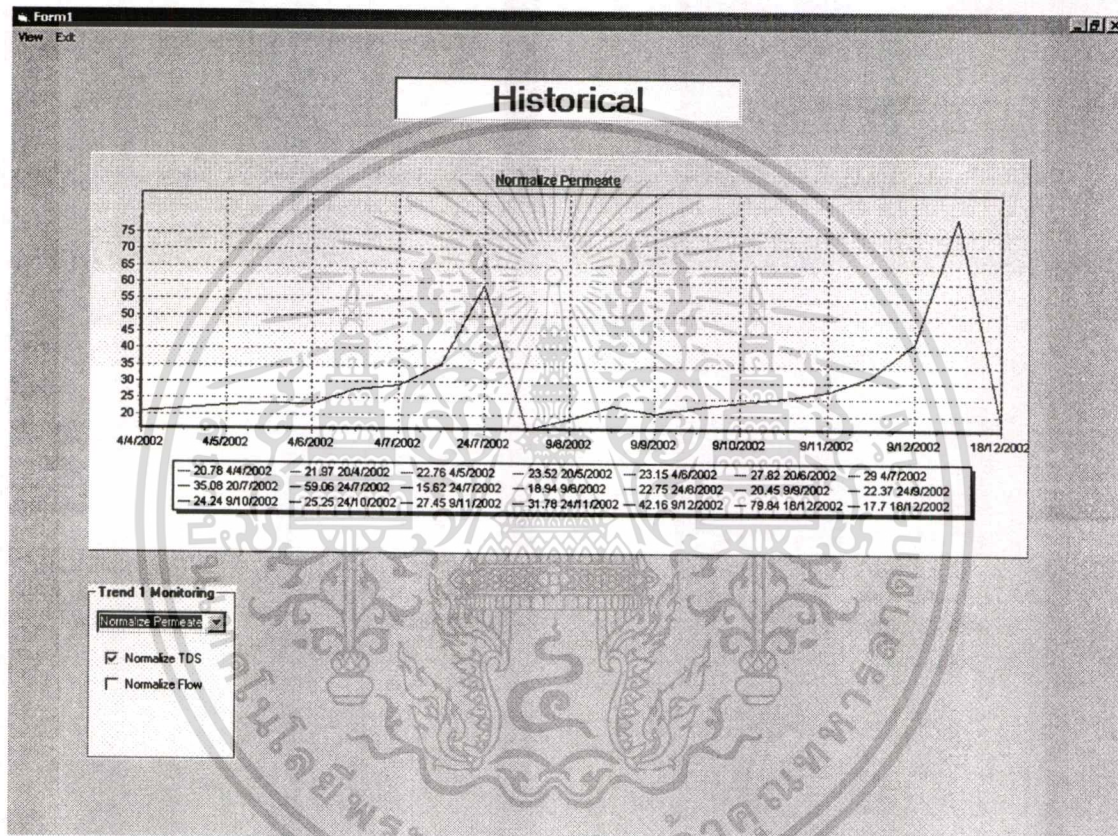 Form1
View Exit
Historical
Normalize Permeate
75
70
65
60
55
50
45
40
35
30
25
20
4/4/2002 4/5/2002 4/6/2002 4/7/2002 24/7/2002 9/8/2002 9/9/2002 9/10/2002 9/11/2002 9/12/2002 18/12/2002
20.78 4/4/2002 21.97 20/4/2002 22.76 4/5/2002 23.52 20/5/2002 23.15 4/6/2002 27.82 20/6/2002 29 4/7/2002
35.08 20/7/2002 59.06 24/7/2002 15.62 24/7/2002 18.94 9/8/2002 22.75 24/8/2002 20.45 9/9/2002 22.37 24/9/2002
24.24 9/10/2002 25.25 24/10/2002 27.45 9/11/2002 31.78 24/11/2002 42.16 9/12/2002 79.84 18/12/2002 17.7 18/12/2002
Trend 1 Monitoring
Normalize Permeate
Normalize TDS
Normalize Flow